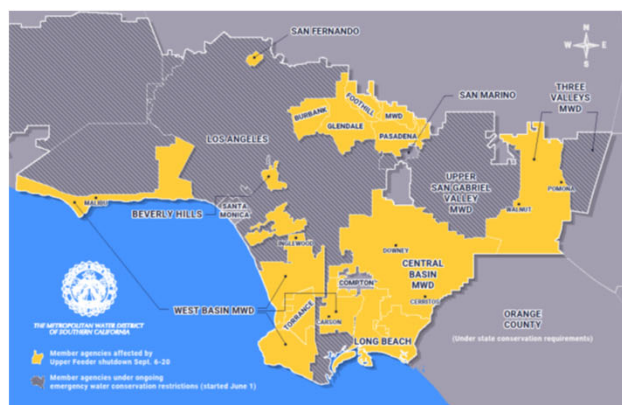 SAN FERNANDO
N
W E
S
THREE
VALLEYS
MWD
SAN MARINO
BURBANK
FOOTHILL
MWD
GLENDALE
PASADENA
LOS ANGELES
UPPER
SAN GABRIEL
VALLEY
MWD
POMONA
WALNUT
MALIBU
BEVERLY HILLS
SANTA
MONICA
INGLEWOOD
DOWNEY
CENTRAL
BASIN
MWD
COMPTON
CERRITOS
WEST BASIN MWD
TORRANCE
CARSON
LONG BEACH
ORANGE
COUNTY
(Under state conservation requirements)
THE METROPOLITAN WATER DISTRICT
OF SOUTHERN CALIFORNIA
Member agencies affected by
Upper Feeder shutdown Sept. 6-20
Member agencies under ongoing
emergency water conservation restrictions (started June 1)